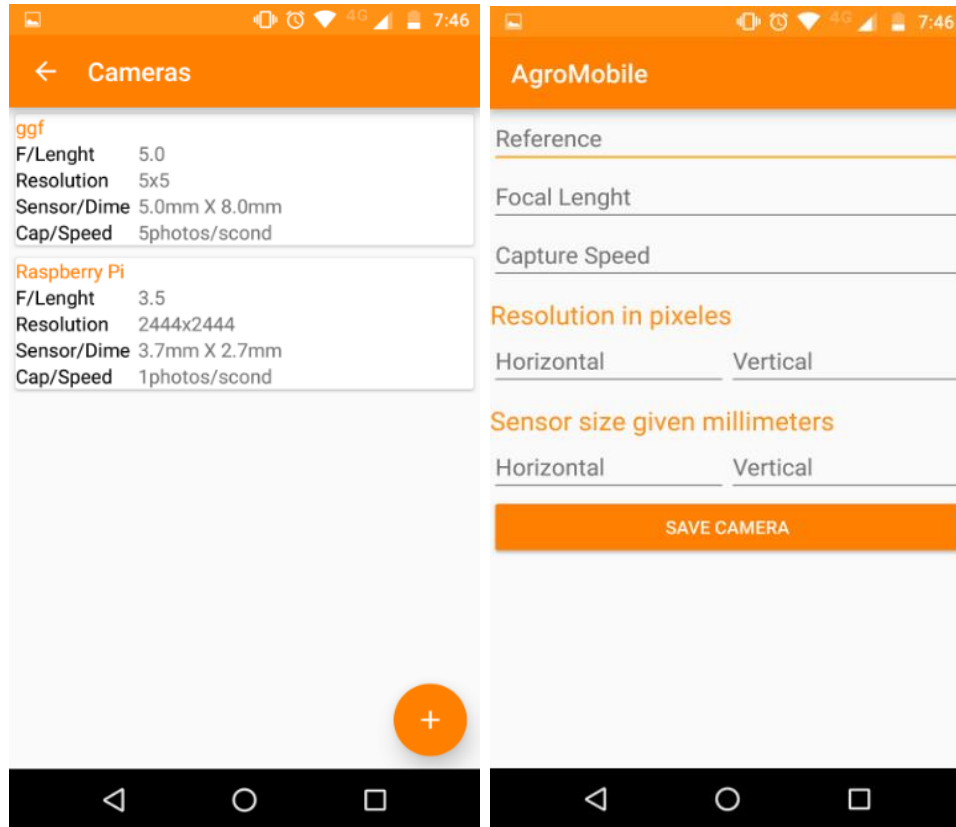 4G 7:46
Cameras
ggf
F/Lenght 5.0
Resolution 5x5
Sensor/Dime 5.0mm X 8.0mm
Cap/Speed 5photos/scond
Raspberry Pi
F/Lenght 3.5
Resolution 2444x2444
Sensor/Dime 3.7mm X 2.7mm
Cap/Speed 1photos/scond
+
4G 7:46
AgroMobile
Reference
Focal Lenght
Capture Speed
Resolution in pixeles
Horizontal Vertical
Sensor size given millimeters
Horizontal Vertical
SAVE CAMERA